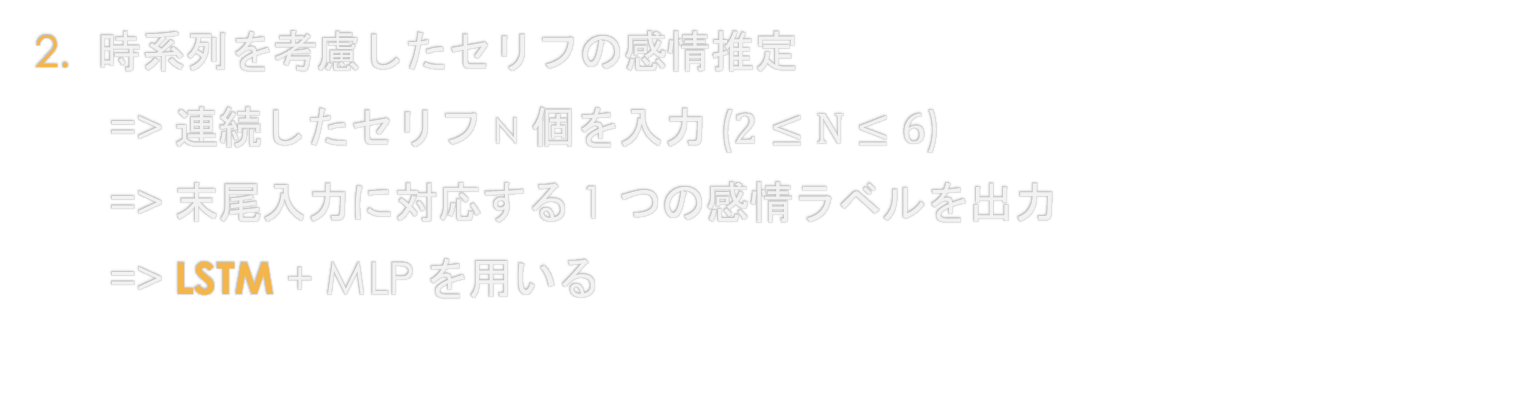 2. 時系列を考慮したセリフの感情推定
=> 連続したセリフ N 個を入力 (2 ≤ N ≤ 6)
=> 末尾入力に対応する 1 つの感情ラベルを出力
=> LSTM + MLP を用いる